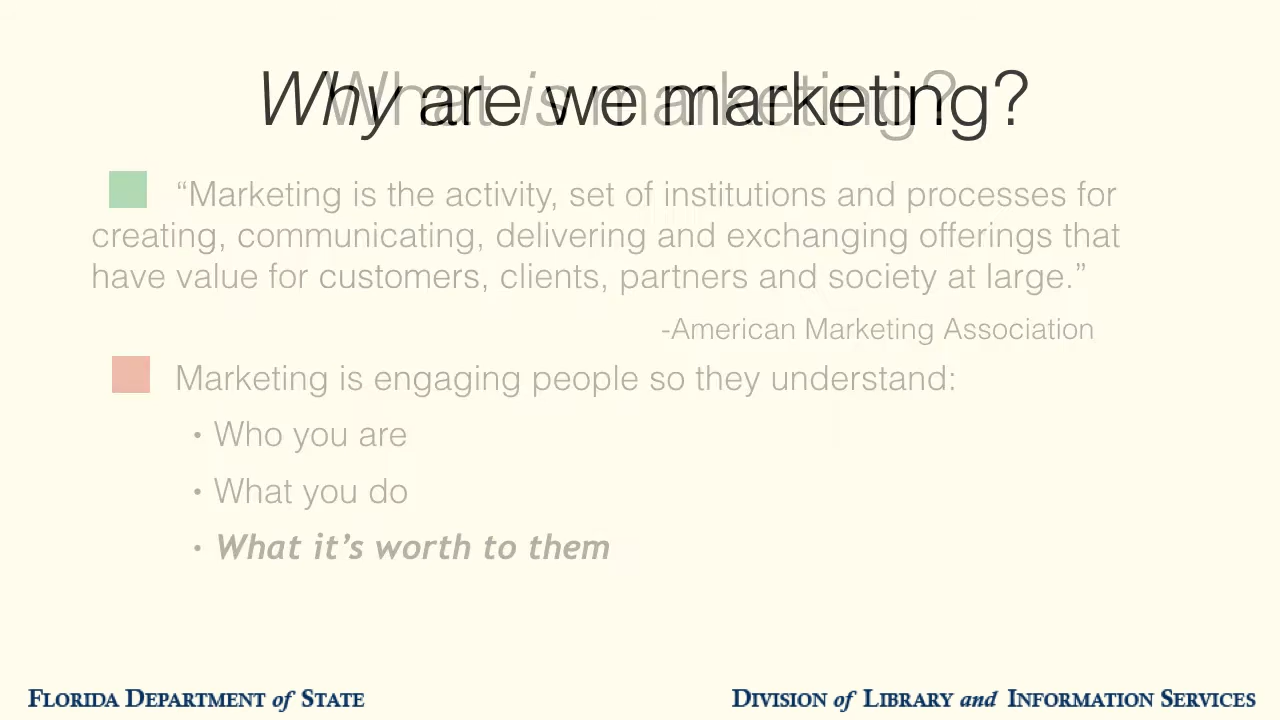 Why are we marketing?
What is marketing?
“Marketing is the activity, set of institutions and processes for
creating, communicating, delivering and exchanging offerings that
have value for customers, clients, partners and society at large.”
-American Marketing Association
Marketing is engaging people so they understand:
• Who you are
• What you do
• What it’s worth to them
FLORIDA DEPARTMENT of STATE
DIVISION of LIBRARY and INFORMATION SERVICES